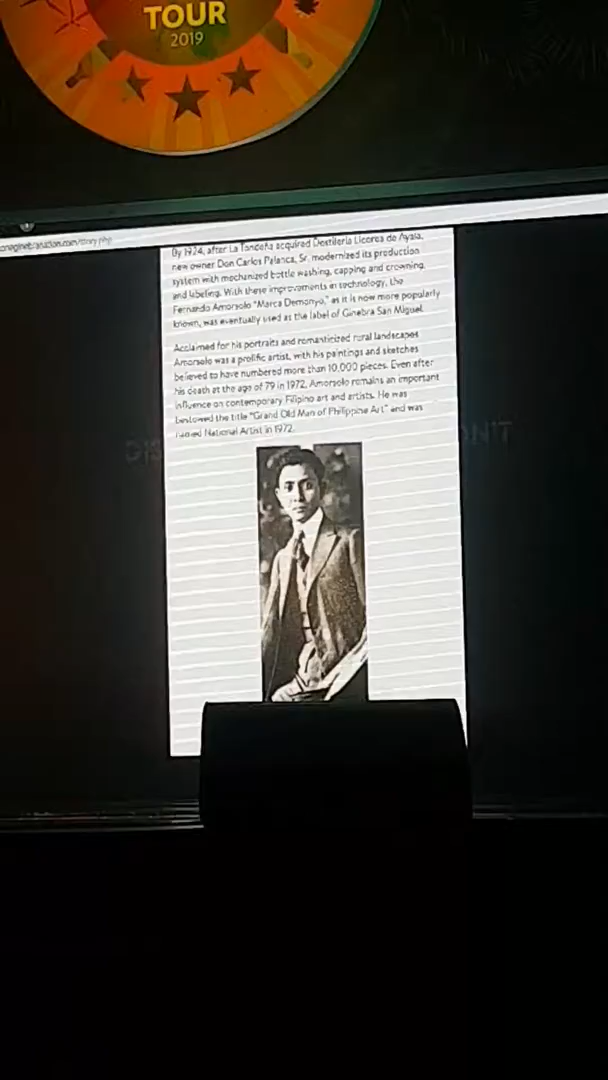 TOUR
2019
By 1924, after La Tondeña acquired Destileria Licorea de Ayala,
new owner Don Carlos Palanca, Sr. modernized its production
system with mechanized bottle washing, capping and crowning,
and labeling. With these improvements in technology, the
Fernando Amorsolo "Marca Demonyo," as it is now more popularly
known, was eventually used as the label of Ginebra San Miguel.
Acclaimed for his portraits and romanticized rural landscapes
Amorsolo was a prolific artist, with his paintings and sketches
believed to have numbered more than 10,000 pieces. Even after
his death at the age of 79 in 1972, Amorsolo remains an important
influence on contemporary Filipino art and artists. He was
bestowed the title "Grand Old Man of Philippine Art" and was
named National Artist in 1972.